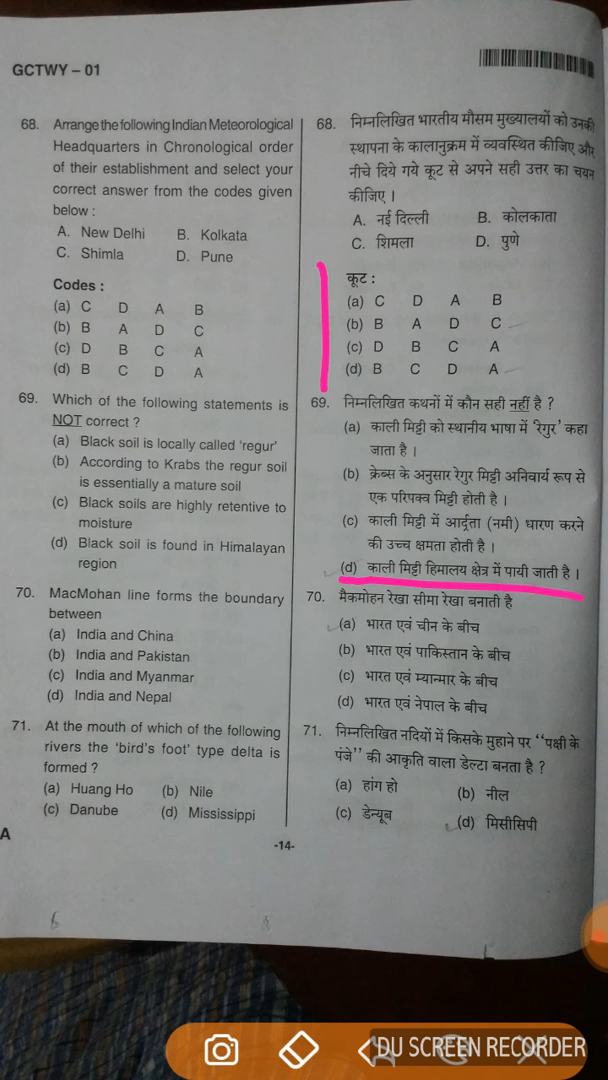 GCTWY – 01
68. Arrange the following Indian Meteorological
Headquarters in Chronological order
of their establishment and select your
correct answer from the codes given
below :
A. New Delhi B. Kolkata
C. Shimla D. Pune
Codes :
(a) C D A B
(b) B A D C
(c) D B C A
(d) B C D A
69. Which of the following statements is
NOT correct ?
(a) Black soil is locally called ‘regur’
(b) According to Krabs the regur soil
is essentially a mature soil
(c) Black soils are highly retentive to
moisture
(d) Black soil is found in Himalayan
region
70. MacMohan line forms the boundary
between
(a) India and China
(b) India and Pakistan
(c) India and Myanmar
(d) India and Nepal
71. At the mouth of which of the following
rivers the ‘bird’s foot’ type delta is
formed ?
(a) Huang Ho (b) Nile
(c) Danube (d) Mississippi
68. निम्नलिखित भारतीय मौसम मुख्यालयों को उनकी
स्थापना के कालानुक्रम में व्यवस्थित कीजिए और
नीचे दिये गये कूट से अपने सही उत्तर का चयन
कीजिए ।
A. नई दिल्ली B. कोलकाता
C. शिमला D. पुणे
कूट :
(a) C D A B
(b) B A D C
(c) D B C A
(d) B C D A
69. निम्नलिखित कथनों में कौन सही नहीं है ?
(a) काली मिट्टी को स्थानीय भाषा में ‘रेगुर’ कहा
जाता है ।
(b) क्रेब्स के अनुसार रेगुर मिट्टी अनिवार्य रूप से
एक परिपक्व मिट्टी होती है ।
(c) काली मिट्टी में आर्द्रता (नमी) धारण करने
की उच्च क्षमता होती है ।
(d) काली मिट्टी हिमालय क्षेत्र में पायी जाती है ।
70. मैकमोहन रेखा सीमा रेखा बनाती है
(a) भारत एवं चीन के बीच
(b) भारत एवं पाकिस्तान के बीच
(c) भारत एवं म्यान्मार के बीच
(d) भारत एवं नेपाल के बीच
71. निम्नलिखित नदियों में किसके मुहाने पर ‘‘पक्षी के
पंजे’’ की आकृति वाला डेल्टा बनता है ?
(a) हांग हो (b) नील
(c) डेन्यूब (d) मिसीसिपी
A
-14-
DU SCREEN RECORDER